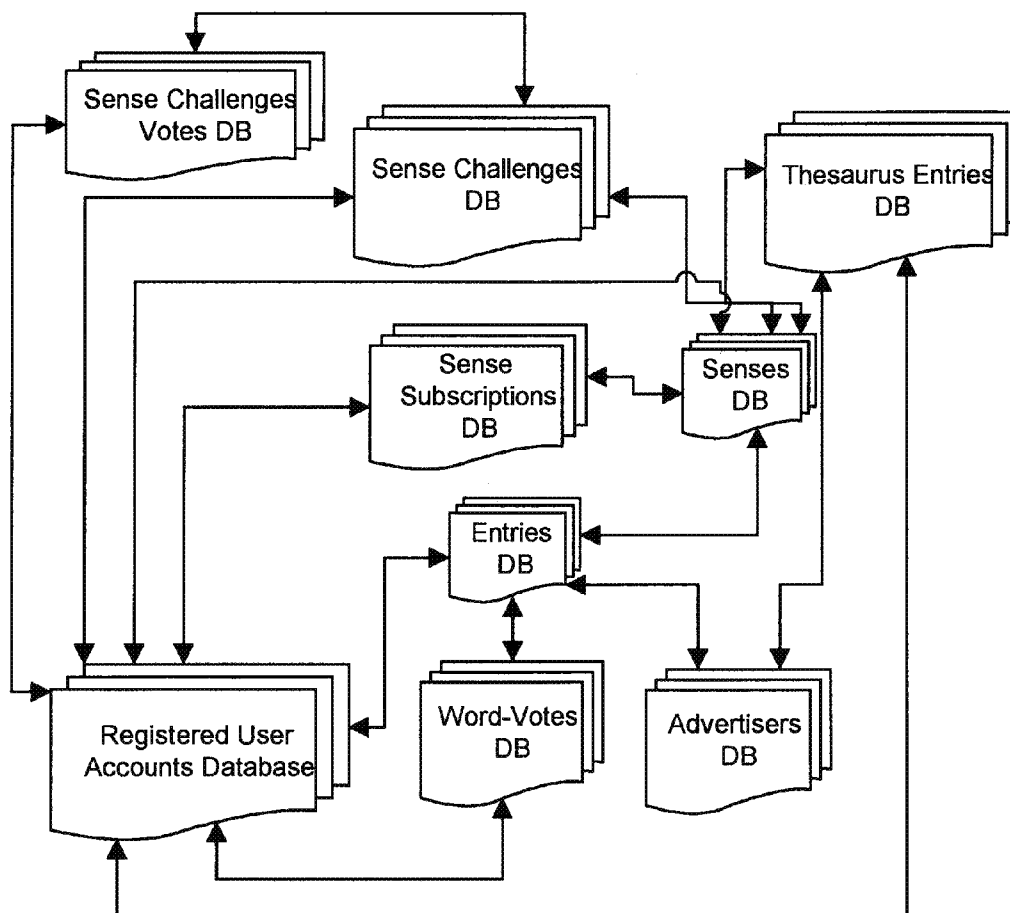 Sense Challenges
Votes DB
Sense Challenges
DB
Thesaurus Entries
DB
Sense
Subscriptions
DB
Senses
DB
Entries
DB
Registered User
Accounts Database
Word-Votes
DB
Advertisers
DB